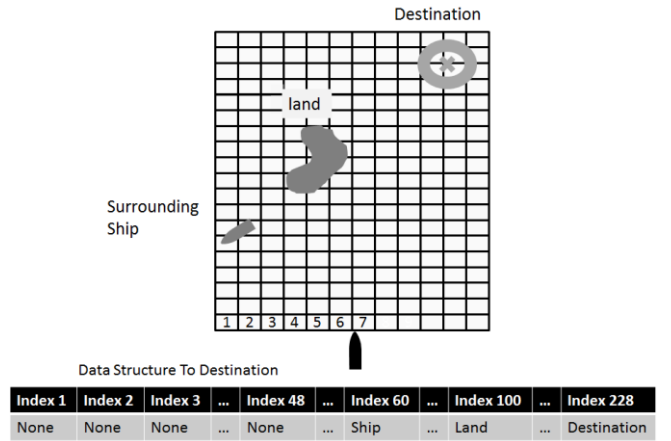 Destination
land
Surrounding
Ship
1 2 3 4 5 6 7
Data Structure To Destination
Index 1 Index 2 Index 3 ... Index 48 ... Index 60 ... Index 100 ... Index 228
None None None ... None ... Ship ... Land ... Destination